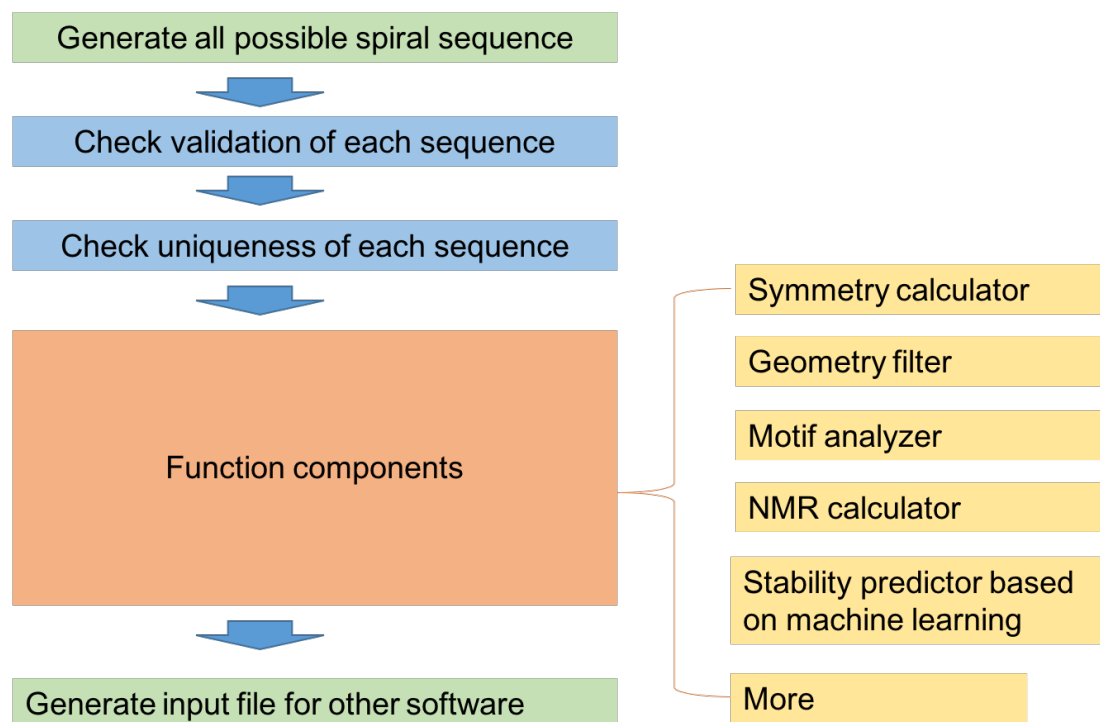 Generate all possible spiral sequence
Check validation of each sequence
Check uniqueness of each sequence
Function components
Generate input file for other software
Symmetry calculator
Geometry filter
Motif analyzer
NMR calculator
Stability predictor based
on machine learning
More